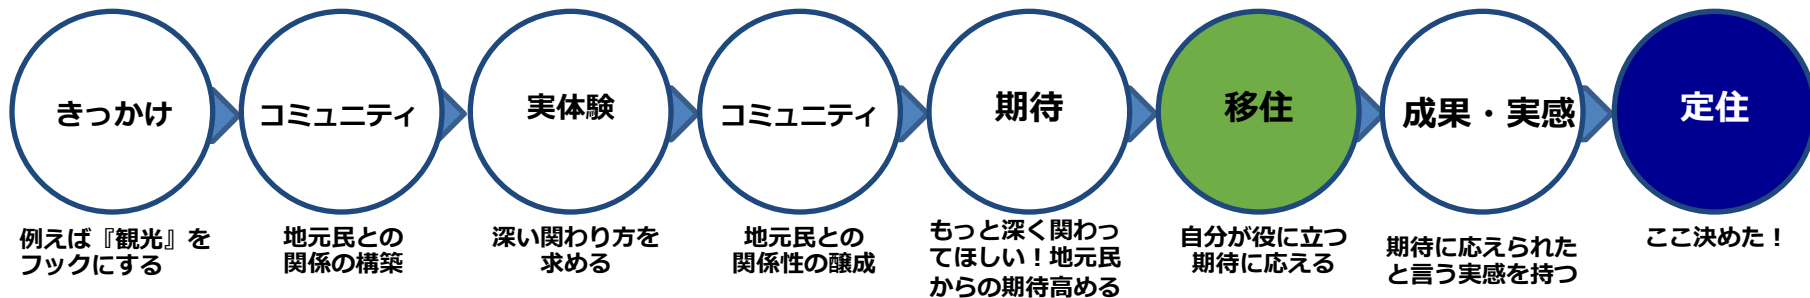 きっかけ
コミュニティ
実体験
コミュニティ
期待
移住
成果・実感
定住
例えば『観光』を
フックにする
地元民との
関係の構築
深い関わり方を
求める
地元民との
関係性の醸成
もっと深く関わっ
てほしい！地元民
からの期待高める
自分が役に立つ
期待に応える
期待に応えられた
と言う実感を持つ
ここ決めた！